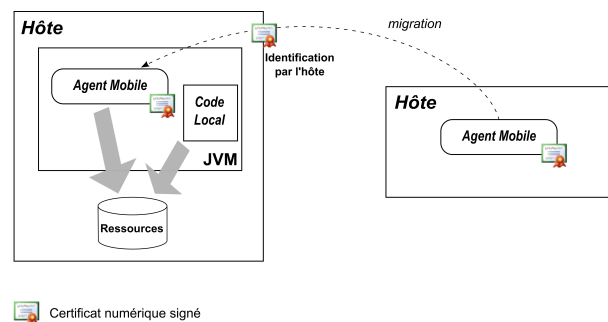 Hôte
migration
Identification
par l'hôte
Agent Mobile
Code
Local
JVM
Ressources
Hôte
Agent Mobile
Certificat numérique signé